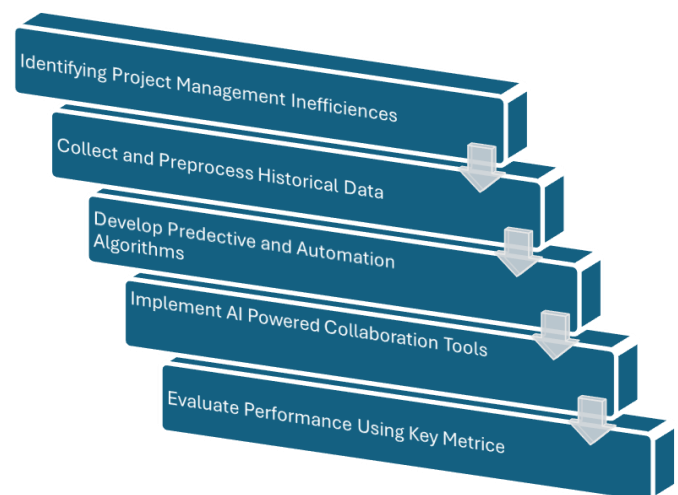 Identifying Project Management Inefficiences
Collect and Preprocess Historical Data
Develop Predective and Automation
Algorithms
Implement AI Powered Collaboration Tools
Evaluate Performance Using Key Metrice